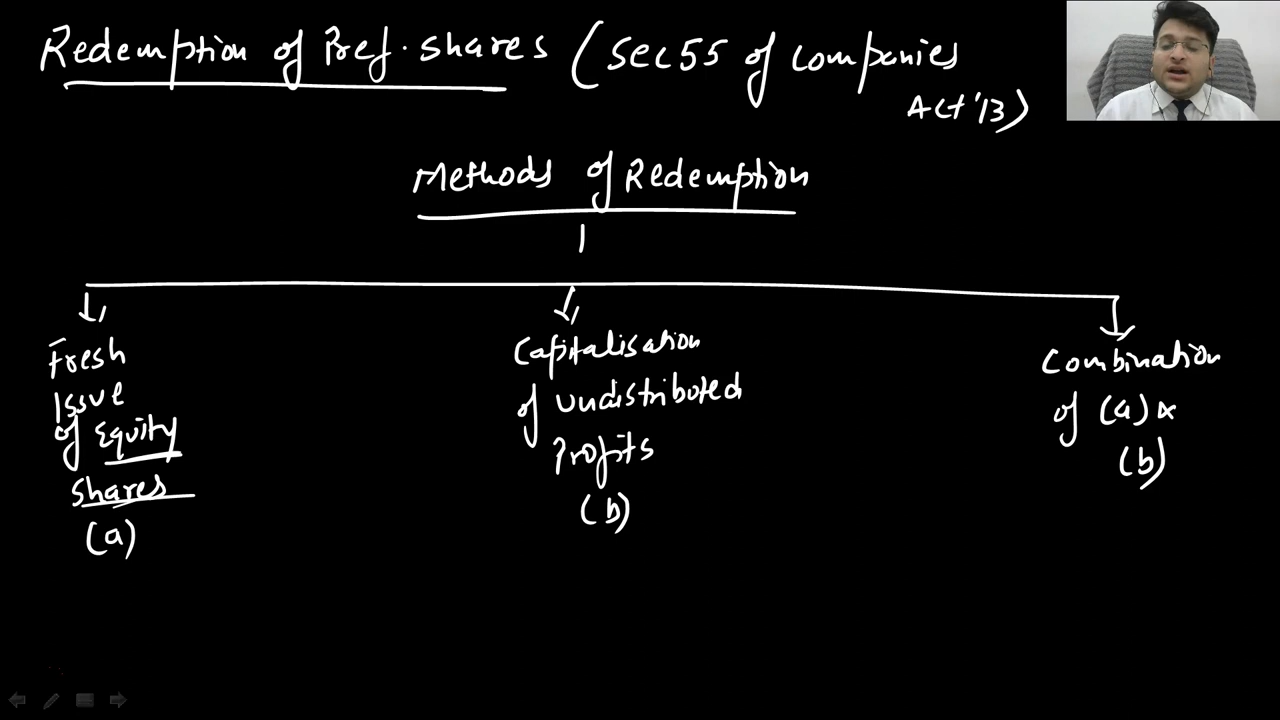 Redemption of Pref. shares (Sec 55 of companies
Act '13)
Methods of Redemption
Fresh
Issue
of Equity
shares
(a)
Capitalisation
of undistributed
Profits
(b)
Combination
of (a) &
(b)